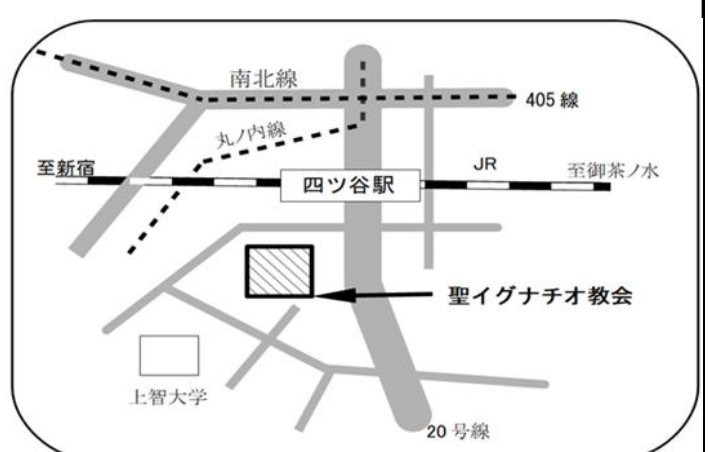 南北線
405 線
丸ノ内線
至新宿
四ツ谷駅
JR
至御茶ノ水
聖イグナチオ教会
上智大学
20 号線